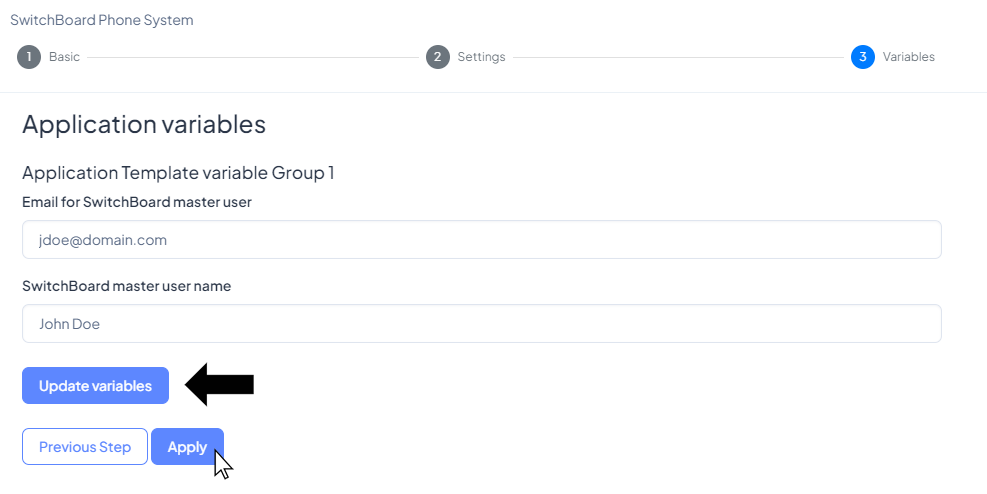 SwitchBoard Phone System
1 Basic 2 Settings 3 Variables
Application variables
Application Template variable Group 1
Email for SwitchBoard master user
jdoe@domain.com
SwitchBoard master user name
John Doe
Update variables
Previous Step Apply